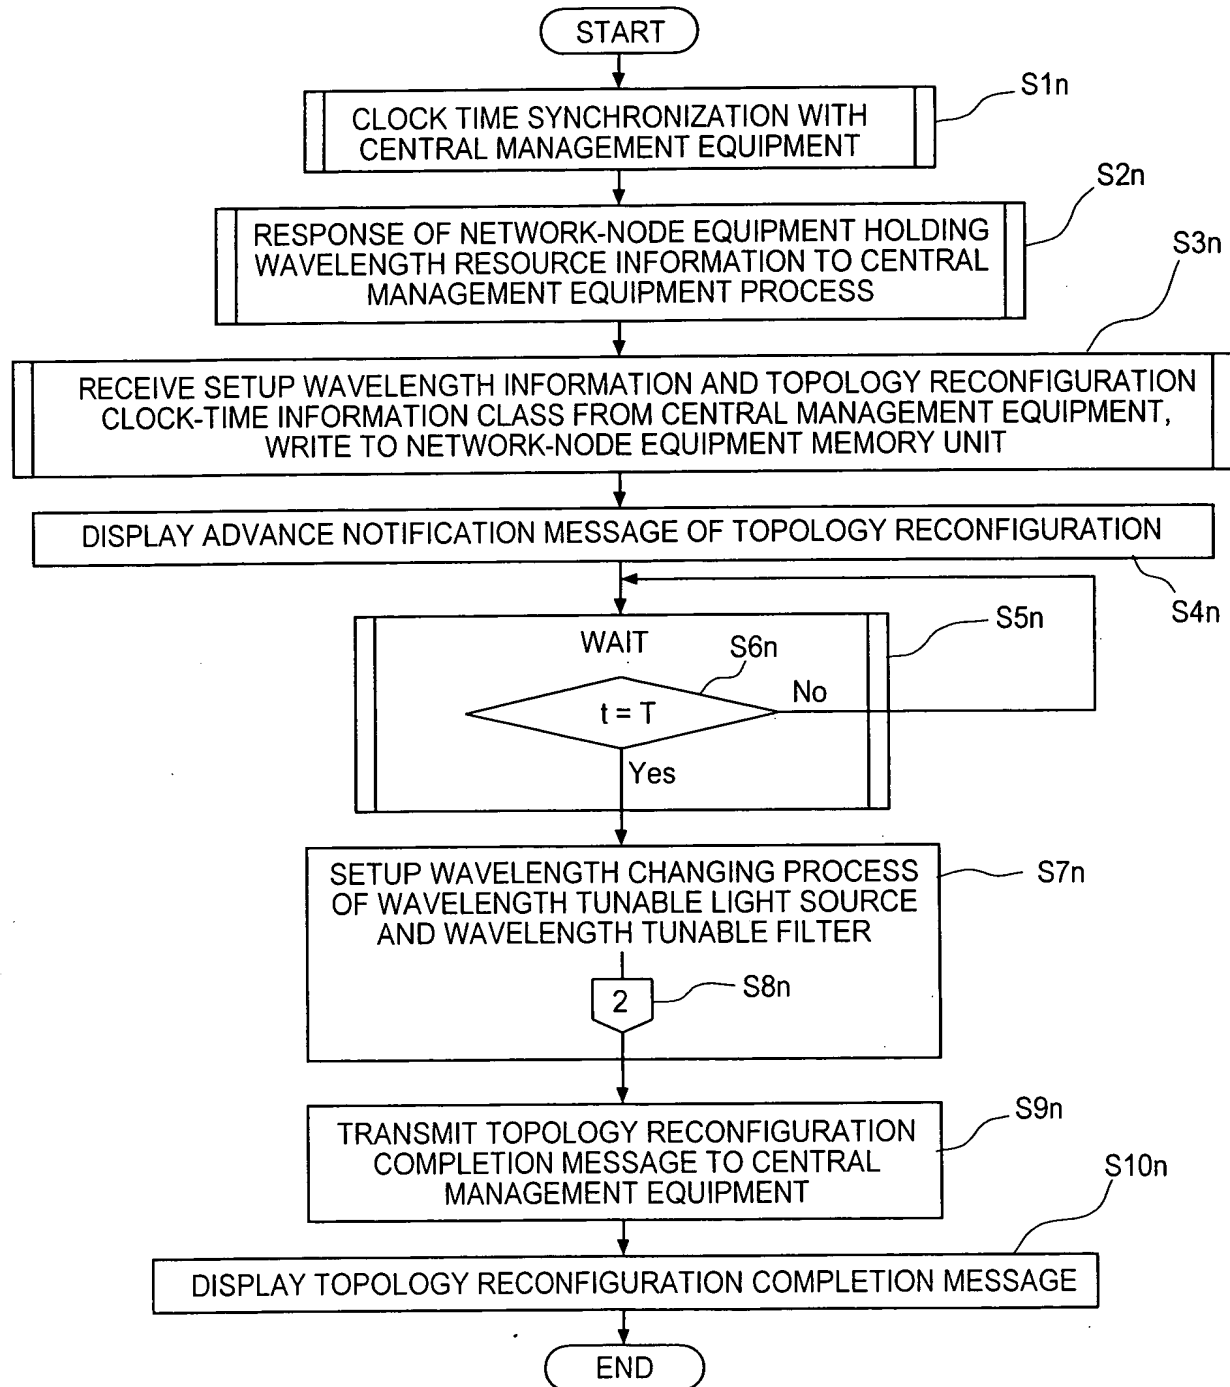 START
S1n
CLOCK TIME SYNCHRONIZATION WITH
CENTRAL MANAGEMENT EQUIPMENT
S2n
RESPONSE OF NETWORK-NODE EQUIPMENT HOLDING
WAVELENGTH RESOURCE INFORMATION TO CENTRAL
MANAGEMENT EQUIPMENT PROCESS
S3n
RECEIVE SETUP WAVELENGTH INFORMATION AND TOPOLOGY RECONFIGURATION
CLOCK-TIME INFORMATION CLASS FROM CENTRAL MANAGEMENT EQUIPMENT,
WRITE TO NETWORK-NODE EQUIPMENT MEMORY UNIT
DISPLAY ADVANCE NOTIFICATION MESSAGE OF TOPOLOGY RECONFIGURATION
S4n
S5n
WAIT
S6n
t = T
No
Yes
SETUP WAVELENGTH CHANGING PROCESS
OF WAVELENGTH TUNABLE LIGHT SOURCE
AND WAVELENGTH TUNABLE FILTER
S7n
2
S8n
S9n
TRANSMIT TOPOLOGY RECONFIGURATION
COMPLETION MESSAGE TO CENTRAL
MANAGEMENT EQUIPMENT
S10n
DISPLAY TOPOLOGY RECONFIGURATION COMPLETION MESSAGE
END